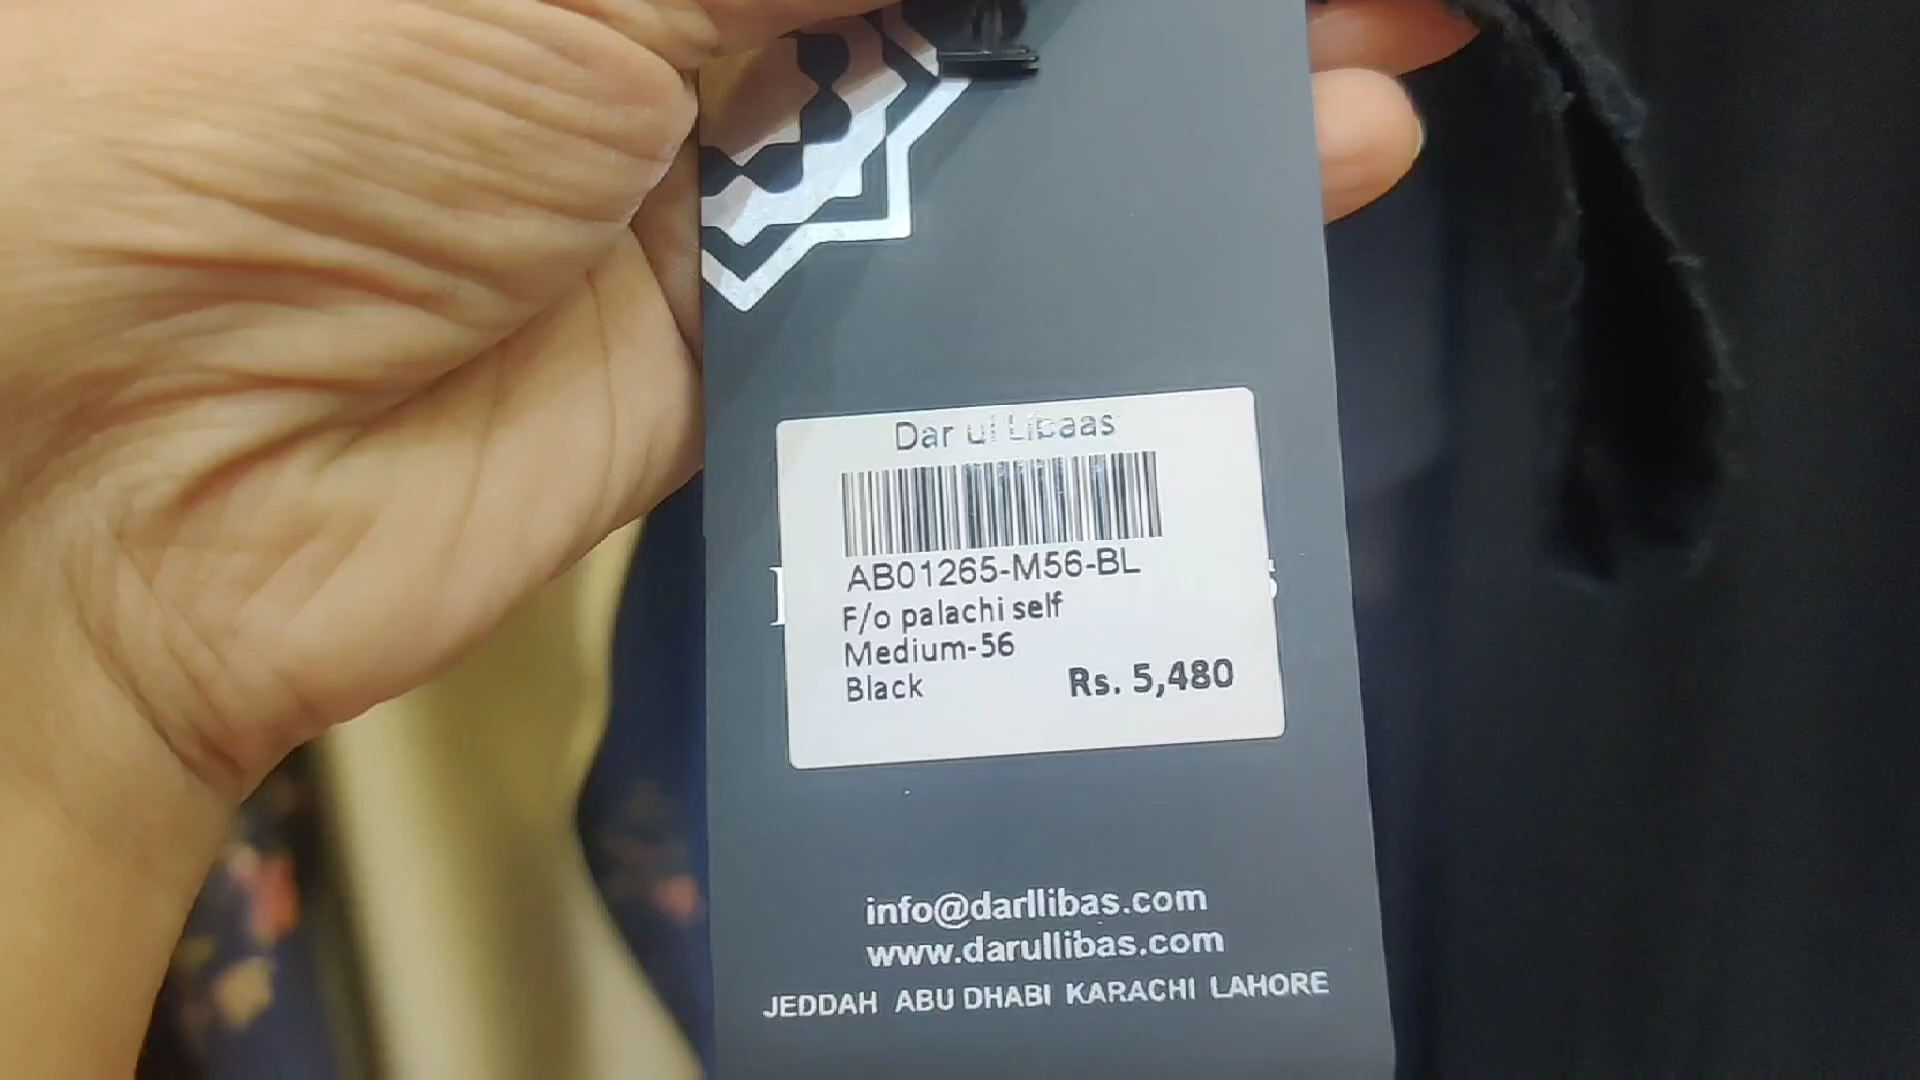 Dar ul Libaas
AB01265-M56-BL
F/o palachi self
Medium-56
Black
Rs. 5,480
info@darllibas.com
www.darullibas.com
JEDDAH ABU DHABI KARACHI LAHORE